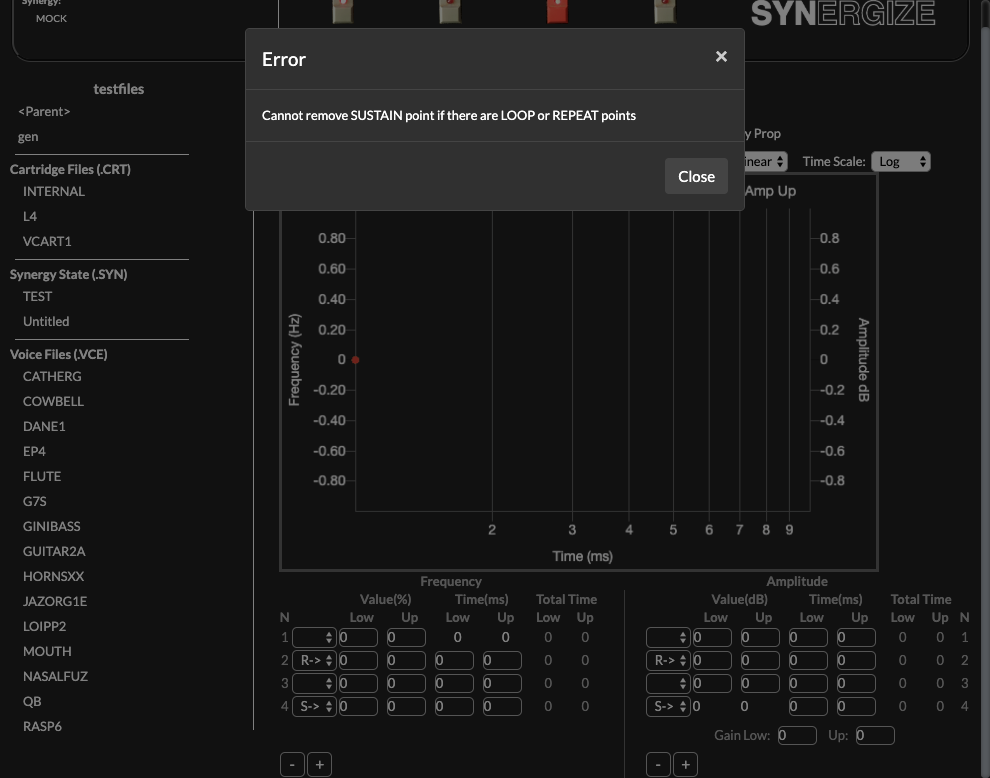 Synergy:
MOCK
SYNERGIZE
Error
×
Cannot remove SUSTAIN point if there are LOOP or REPEAT points
Close
testfiles
<Parent>
gen
Cartridge Files (.CRT)
INTERNAL
L4
VCART1
Synergy State (.SYN)
TEST
Untitled
Voice Files (.VCE)
CATHERG
COWBELL
DANE1
EP4
FLUTE
G7S
GINIBASS
GUITAR2A
HORNSXX
JAZORG1E
LOIPP2
MOUTH
NASALFUZ
QB
RASP6
y Prop
inear Time Scale: Log
Amp Up
0.80 0.8
0.60 0.6
0.40 0.4
0.20 0.2
0 0
-0.20 -0.2
-0.40 -0.4
-0.60 -0.6
-0.80 -0.8
Frequency (Hz)
Amplitude dB
2 3 4 5 6 7 8 9
Time (ms)
Frequency
Value(%) Time(ms) Total Time
N Low Up Low Up Low Up
1 0 0 0 0 0 0
2 R-> 0 0 0 0 0 0
3 0 0 0 0 0 0
4 S-> 0 0 0 0 0 0
- +
Amplitude
Value(dB) Time(ms) Total Time
Low Up Low Up Low Up N
0 0 0 0 0 0 1
R-> 0 0 0 0 0 0 2
0 0 0 0 0 0 3
S-> 0 0 0 0 0 0 4
Gain Low: 0 Up: 0
- +